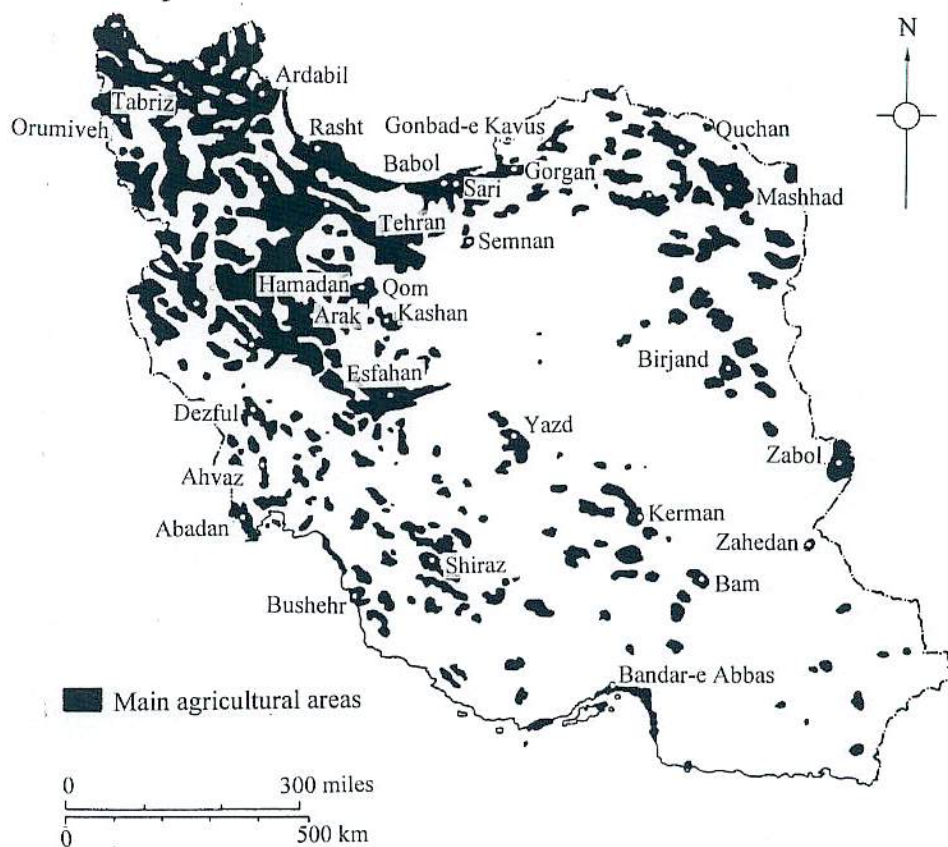 N
Ardabil
Tabriz
Orumiveh
Rasht
Gonbad-e Kavus
Quchan
Babol
Gorgan
Sari
Mashhad
Tehran
Semnan
Hamadan
Qom
Arak
Kashan
Birjand
Esfahan
Dezful
Yazd
Zabol
Ahvaz
Kerman
Abadan
Zahedan
Shiraz
Bam
Bushehr
Bandar-e Abbas
Main agricultural areas
0 300 miles
0 500 km